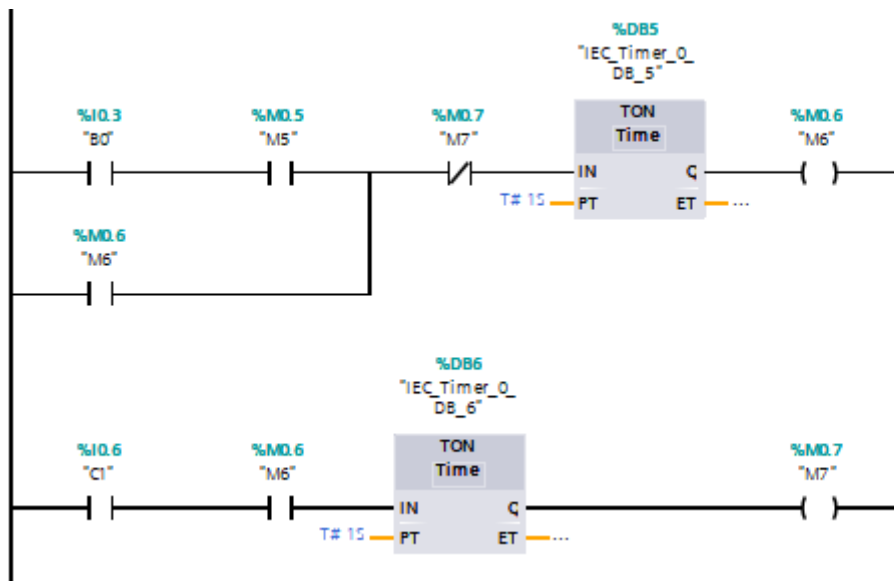 %DB5
"IEC_Timer_0_
DB_5"
%I0.3 %M0.5 %M0.7 TON %M0.6
"B0" "M5" "M7" Time "M6"
IN Q
T# 1S PT ET ...
%M0.6
"M6"
%DB6
"IEC_Timer_0_
DB_6"
%I0.6 %M0.6 TON %M0.7
"C1" "M6" Time "M7"
IN Q
T# 1S PT ET ...